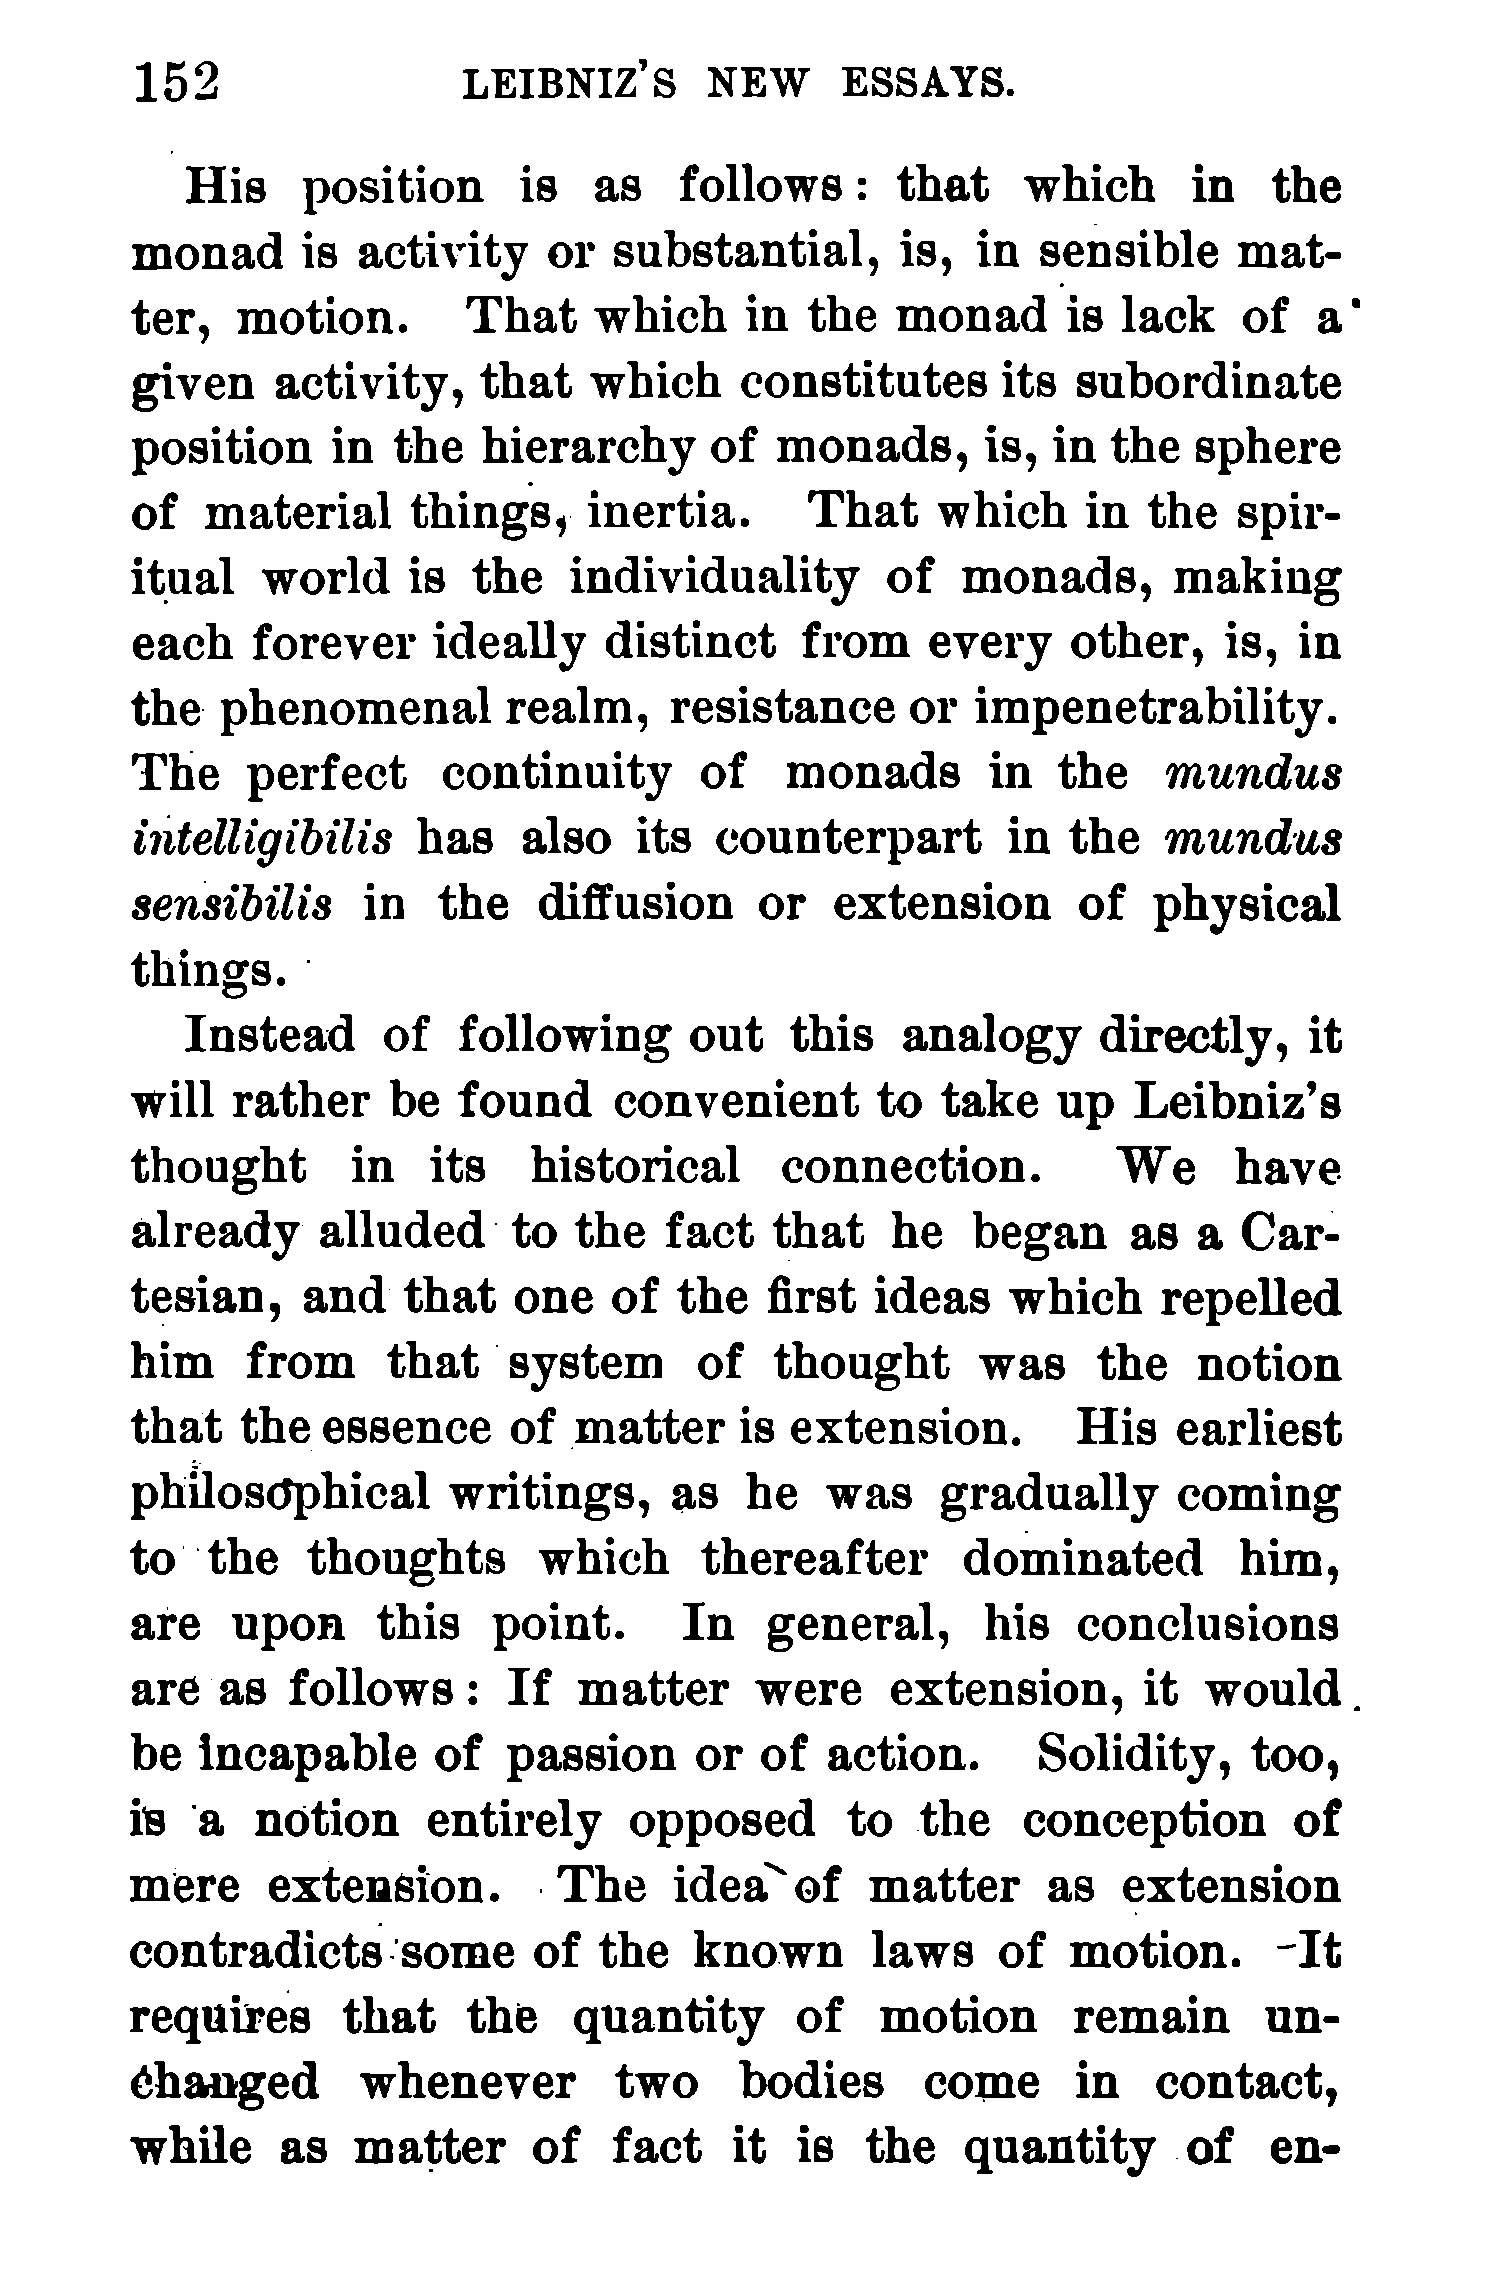 152 LEIBNIZ'S NEW ESSAYS.
His position is as follows: that which in the
monad is activity or substantial, is, in sensible mat-
ter, motion. That which in the monad is lack of a
given activity, that which constitutes its subordinate
position in the hierarchy of monads, is, in the sphere
of material things, inertia. That which in the spir-
itual world is the individuality of monads, making
each forever ideally distinct from every other, is, in
the phenomenal realm, resistance or impenetrability.
The perfect continuity of monads in the mundus
intelligibilis has also its counterpart in the mundus
sensibilis in the diffusion or extension of physical
things.
Instead of following out this analogy directly, it
will rather be found convenient to take up Leibniz's
thought in its historical connection. We have
already alluded to the fact that he began as a Car-
tesian, and that one of the first ideas which repelled
him from that system of thought was the notion
that the essence of matter is extension. His earliest
philosophical writings, as he was gradually coming
to the thoughts which thereafter dominated him,
are upon this point. In general, his conclusions
are as follows: If matter were extension, it would
be incapable of passion or of action. Solidity, too,
is a notion entirely opposed to the conception of
mere extension. The idea of matter as extension
contradicts some of the known laws of motion. It
requires that the quantity of motion remain un-
changed whenever two bodies come in contact,
while as matter of fact it is the quantity of en-